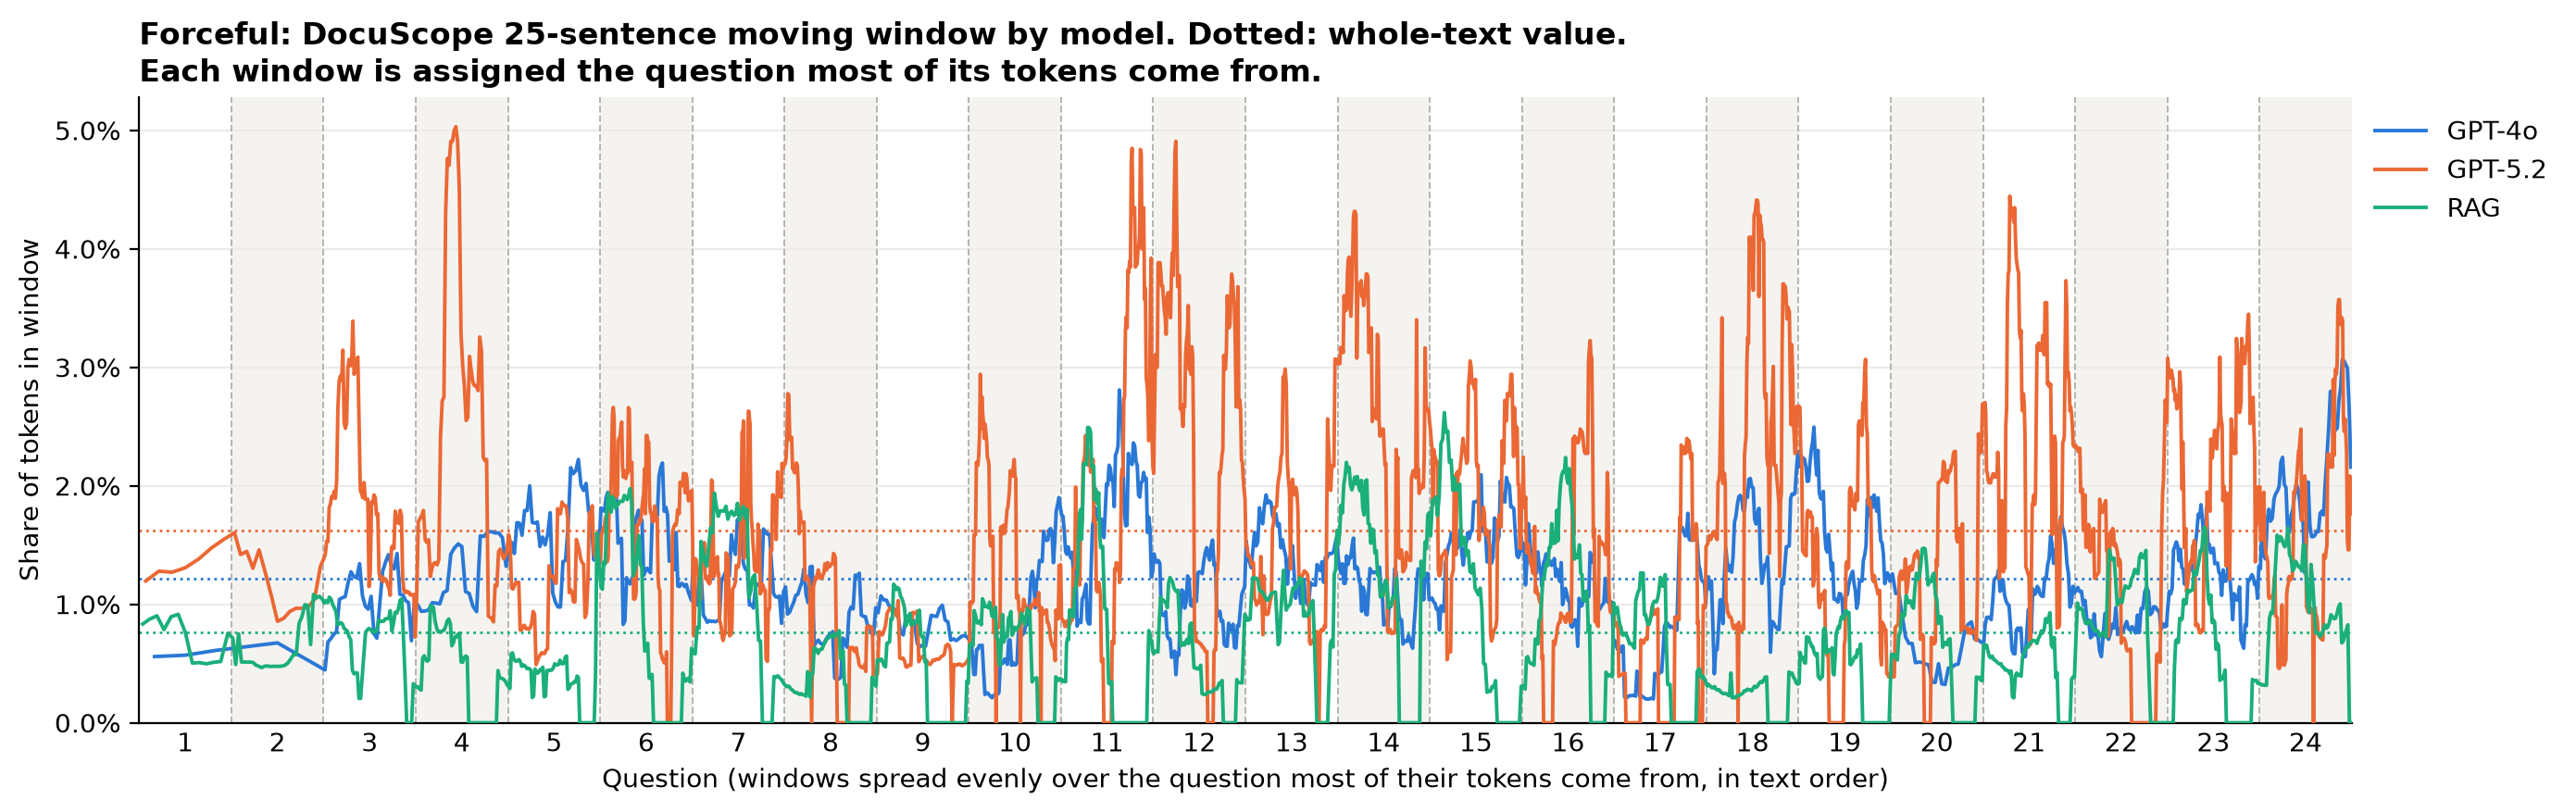 Forceful: DocuScope 25-sentence moving window by model. Dotted: whole-text value.
Each window is assigned the question most of its tokens come from.
Share of tokens in window
5.0%
4.0%
3.0%
2.0%
1.0%
0.0%
1 2 3 4 5 6 7 8 9 10 11 12 13 14 15 16 17 18 19 20 21 22 23 24
Question (windows spread evenly over the question most of their tokens come from, in text order)
GPT-4o
GPT-5.2
RAG